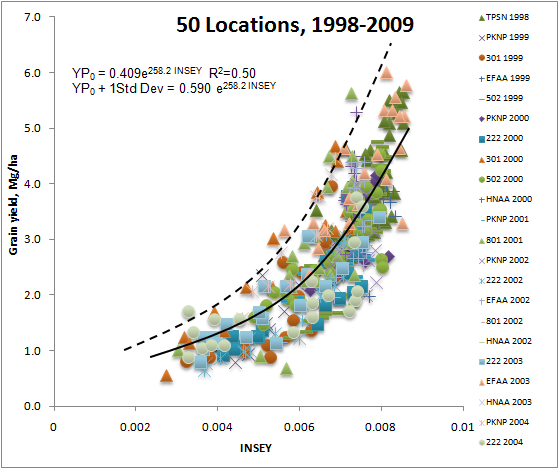 50 Locations, 1998-2009
YP0 = 0.409e258.2 INSEY R2=0.50
YP0 + 1Std Dev = 0.590 e258.2 INSEY
Grain yield, Mg/ha
7.0
6.0
5.0
4.0
3.0
2.0
1.0
0.0
0
0.002
0.004
0.006
0.008
0.01
INSEY
TPSN 1998
PKNP 1999
301 1999
EFAA 1999
502 1999
PKNP 2000
222 2000
301 2000
502 2000
HNAA 2000
PKNP 2001
801 2001
PKNP 2002
222 2002
EFAA 2002
801 2002
HNAA 2002
222 2003
EFAA 2003
HNAA 2003
PKNP 2004
222 2004